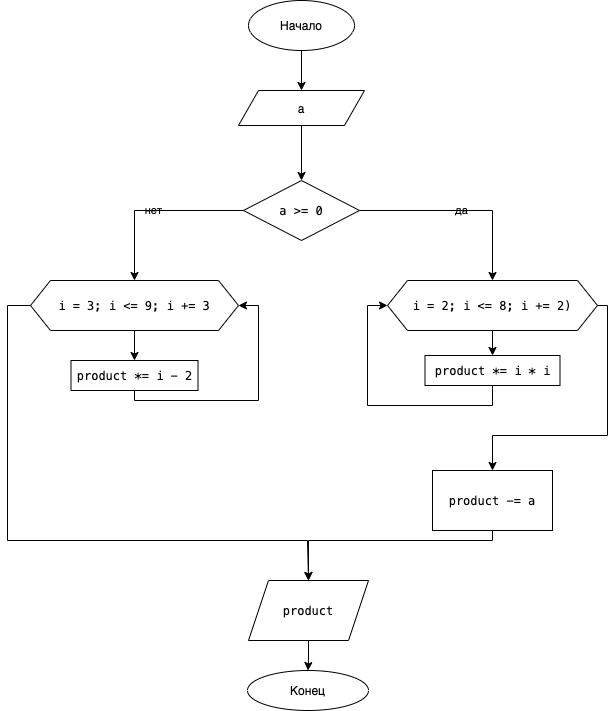 Начало
a
a >= 0
нет
да
i = 3; i <= 9; i += 3
i = 2; i <= 8; i += 2)
product *= i - 2
product *= i * i
product -= a
product
Конец